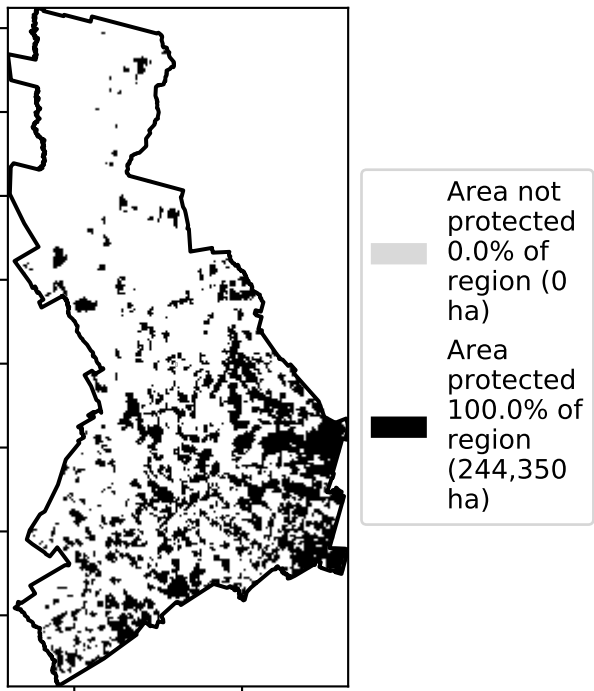 Area not
protected
0.0% of
region (0
ha)
Area
protected
100.0% of
region
(244,350
ha)